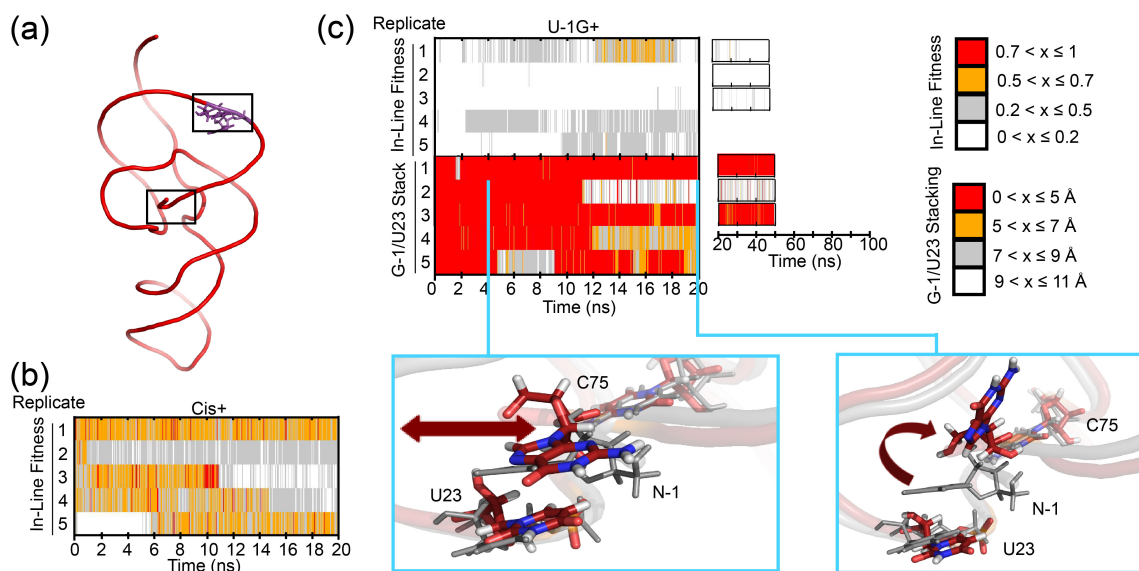 (a)
(b)
Replicate
Cis+
In-Line Fitness
1
2
3
4
5
0 2 4 6 8 10 12 14 16 18 20
Time (ns)
(c)
Replicate
U-1G+
In-Line Fitness
1
2
3
4
5
G-1/U23 Stack
1
2
3
4
5
0 2 4 6 8 10 12 14 16 18 20
Time (ns)
20 40 60 80 100
Time (ns)
In-Line Fitness
0.7 < x ≤ 1
0.5 < x ≤ 0.7
0.2 < x ≤ 0.5
0 < x ≤ 0.2
G-1/U23 Stacking
0 < x ≤ 5 Å
5 < x ≤ 7 Å
7 < x ≤ 9 Å
9 < x ≤ 11 Å
C75
U23
N-1
C75
N-1
U23